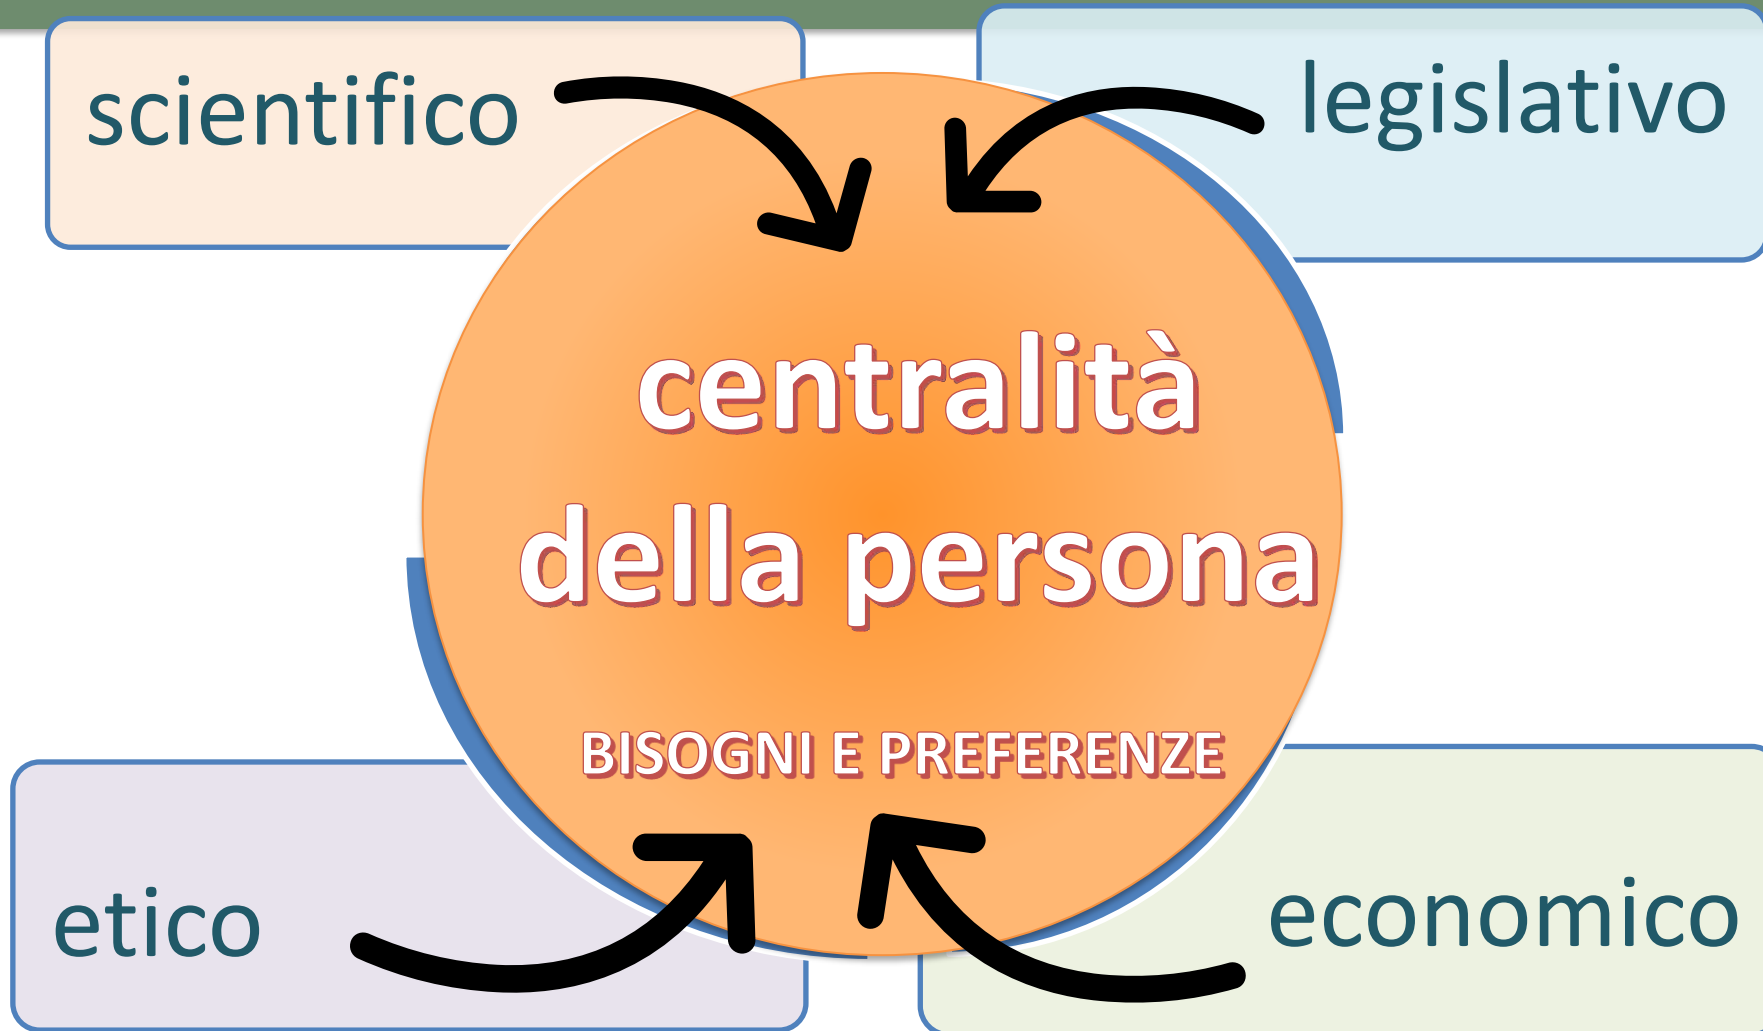 scientifico
legislativo
centralità
della persona
BISOGNI E PREFERENZE
etico
economico